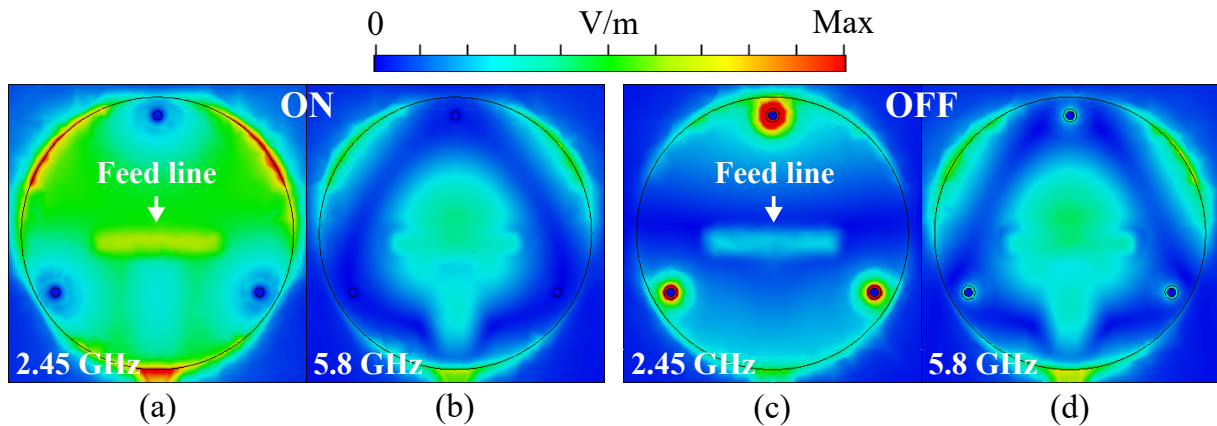 0 V/m Max
ON OFF
Feed line Feed line
2.45 GHz 5.8 GHz 2.45 GHz 5.8 GHz
(a) (b) (c) (d)